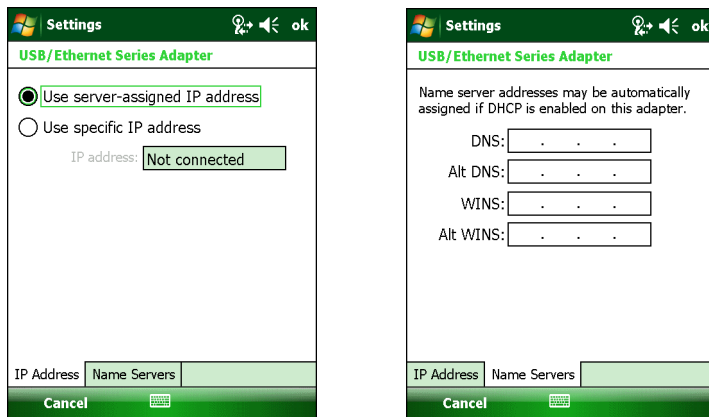 Settings ok
USB/Ethernet Series Adapter
Use server-assigned IP address
Use specific IP address
IP address: Not connected
IP Address Name Servers
Cancel
Settings ok
USB/Ethernet Series Adapter
Name server addresses may be automatically
assigned if DHCP is enabled on this adapter.
DNS: . . .
Alt DNS: . . .
WINS: . . .
Alt WINS: . . .
IP Address Name Servers
Cancel